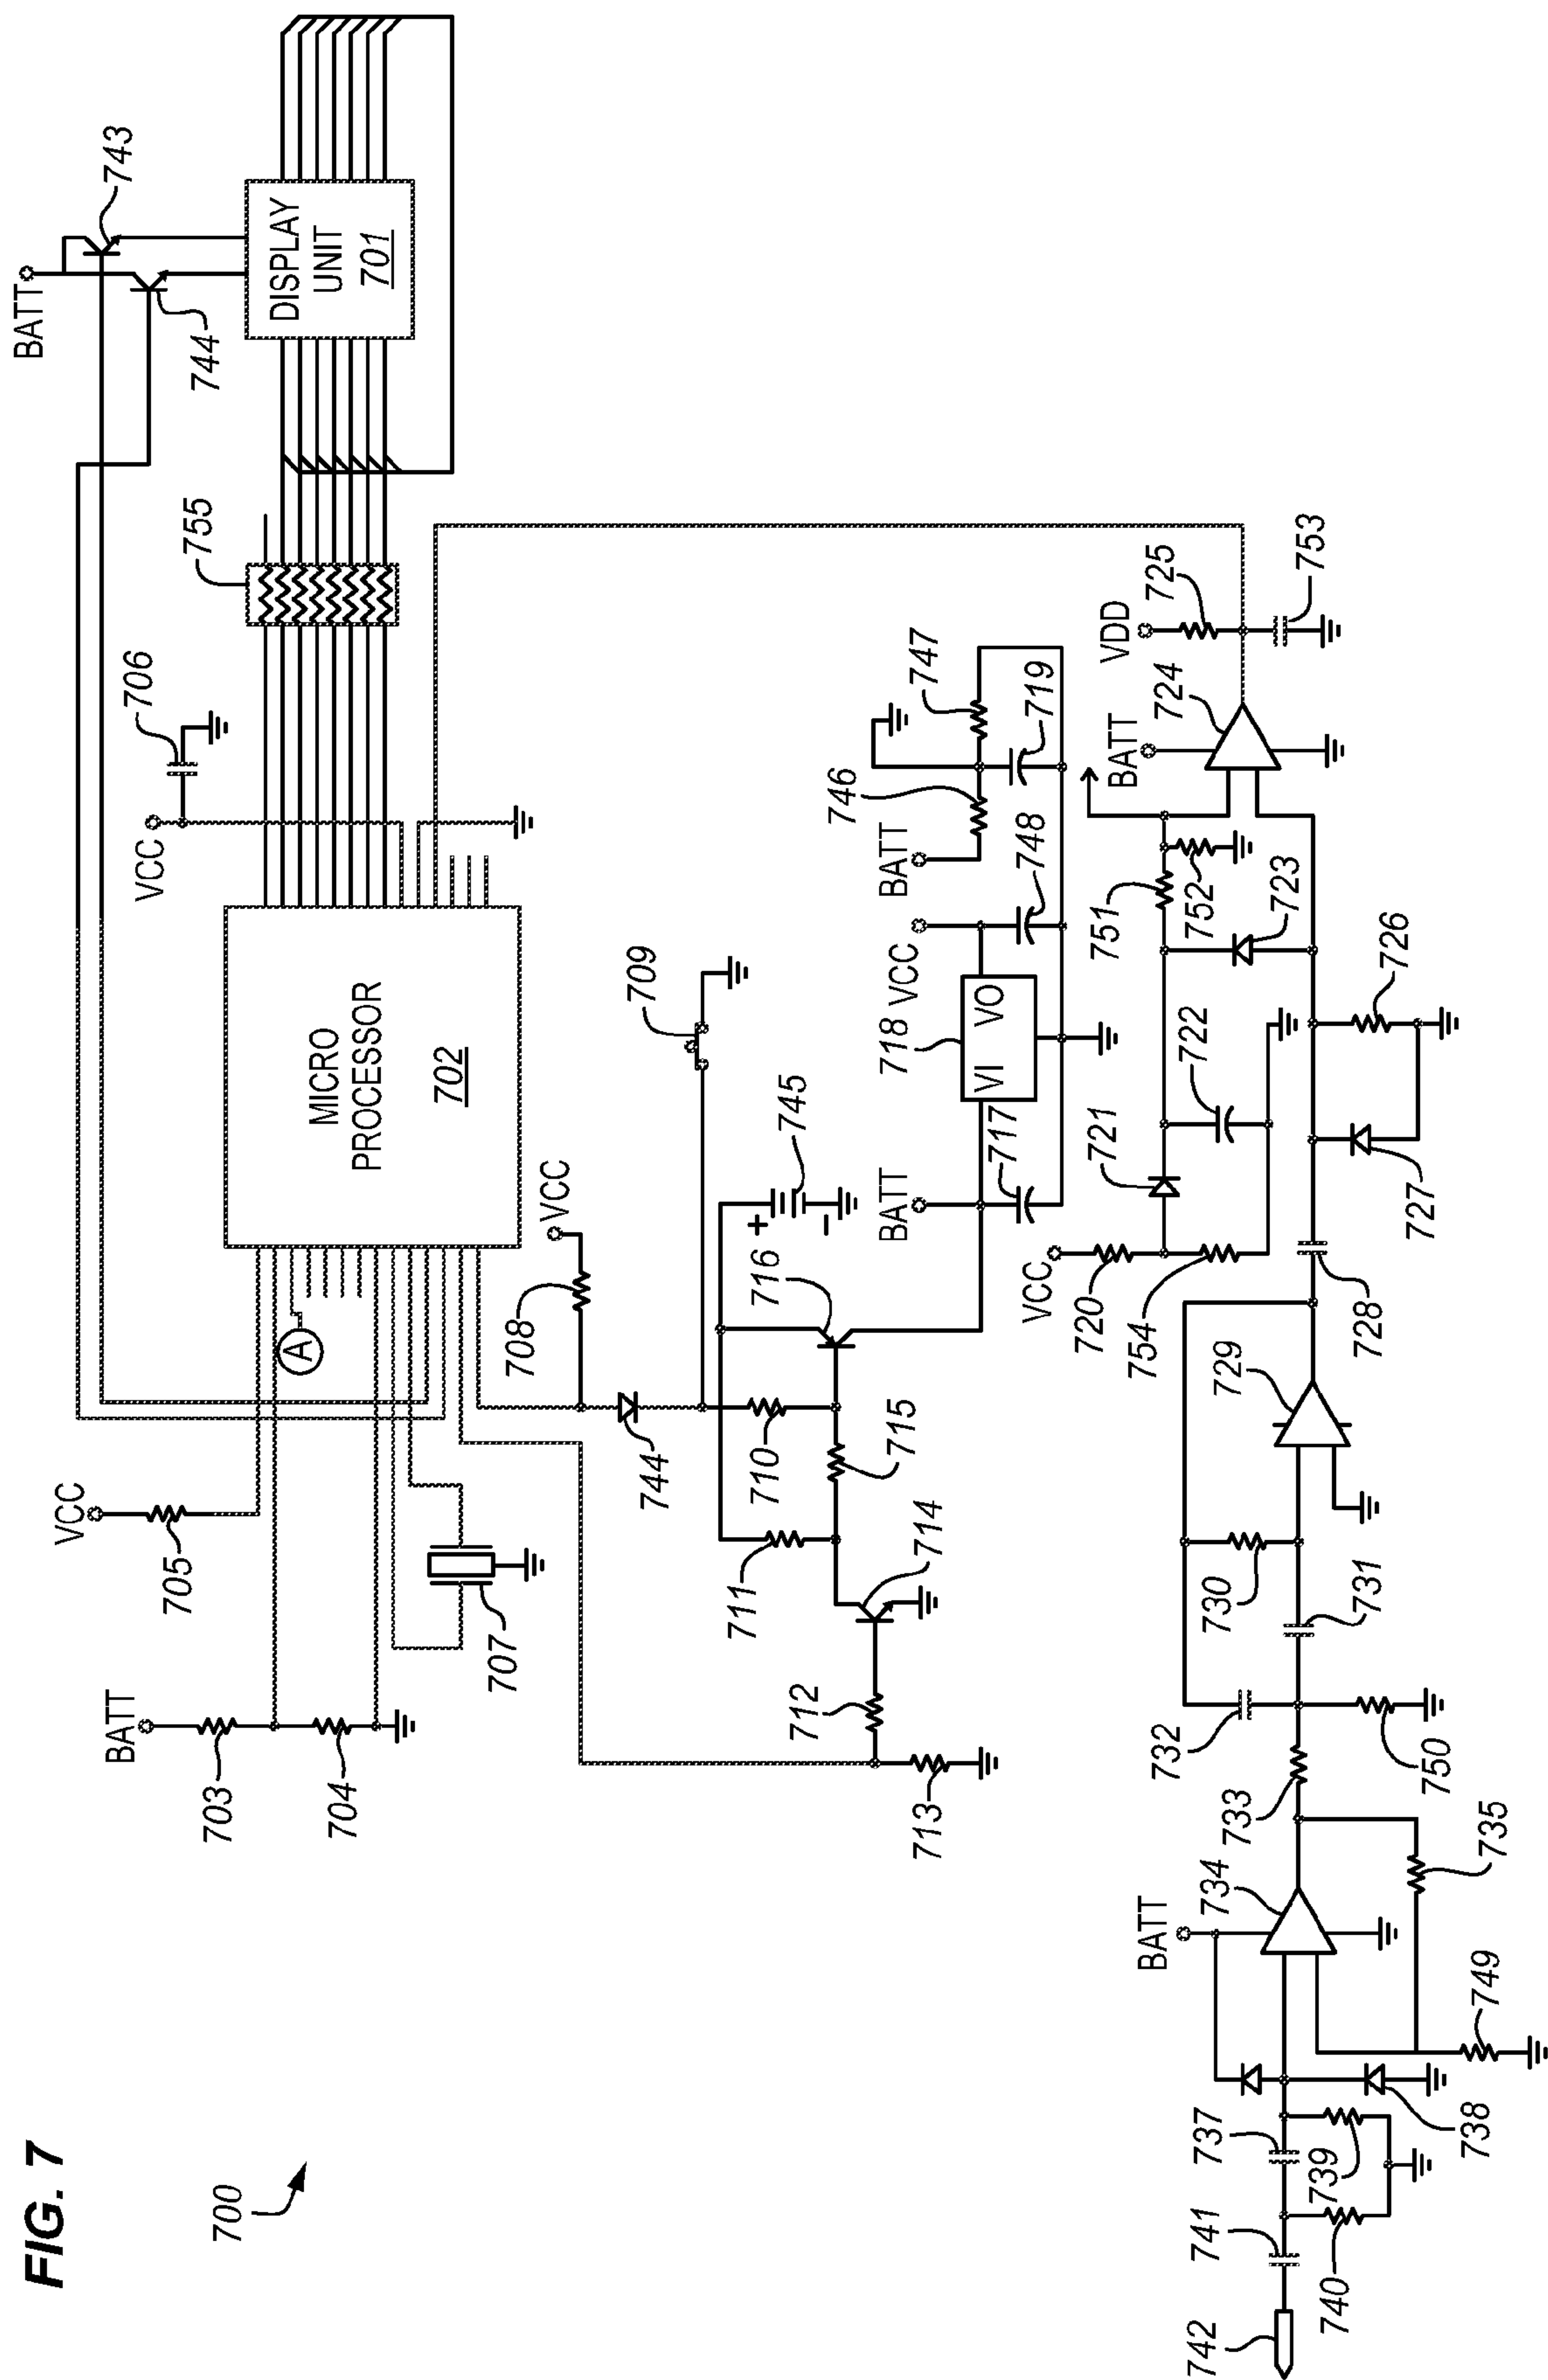 FIG. 7
700
BATT
743
744
DISPLAY
UNIT
701
755
706
VCC
MICRO
PROCESSOR
702
A
VCC
705
BATT
703
704
707
708
VCC
709
744
710
711
715
716
745
+
-
714
712
713
BATT
717
718
VI
VO
VCC
748
BATT
746
747
719
VCC
720
754
721
722
751
752
723
BATT
724
VDD
725
753
726
727
728
729
730
731
732
733
750
BATT
734
735
749
737
738
739
740
741
742